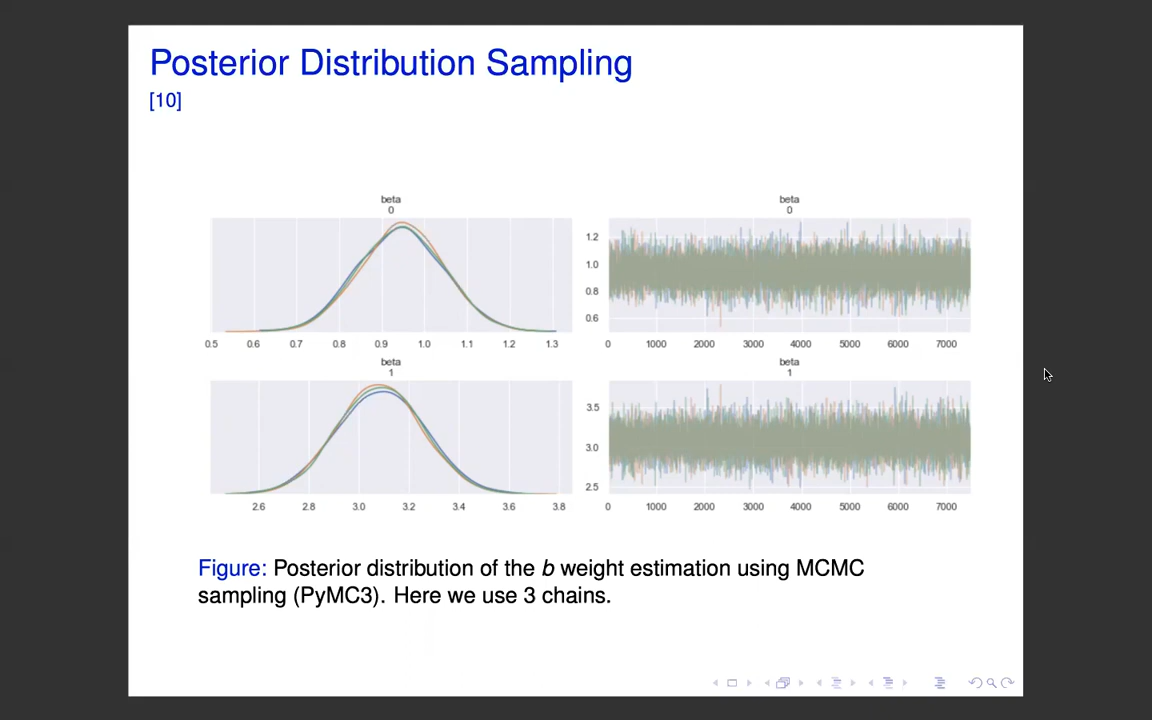 Posterior Distribution Sampling
[10]
beta
0
0.5 0.6 0.7 0.8 0.9 1.0 1.1 1.2 1.3
beta
0
1.2
1.0
0.8
0.6
0 1000 2000 3000 4000 5000 6000 7000
beta
1
2.6 2.8 3.0 3.2 3.4 3.6 3.8
beta
1
3.5
3.0
2.5
0 1000 2000 3000 4000 5000 6000 7000
Figure: Posterior distribution of the b weight estimation using MCMC
sampling (PyMC3). Here we use 3 chains.